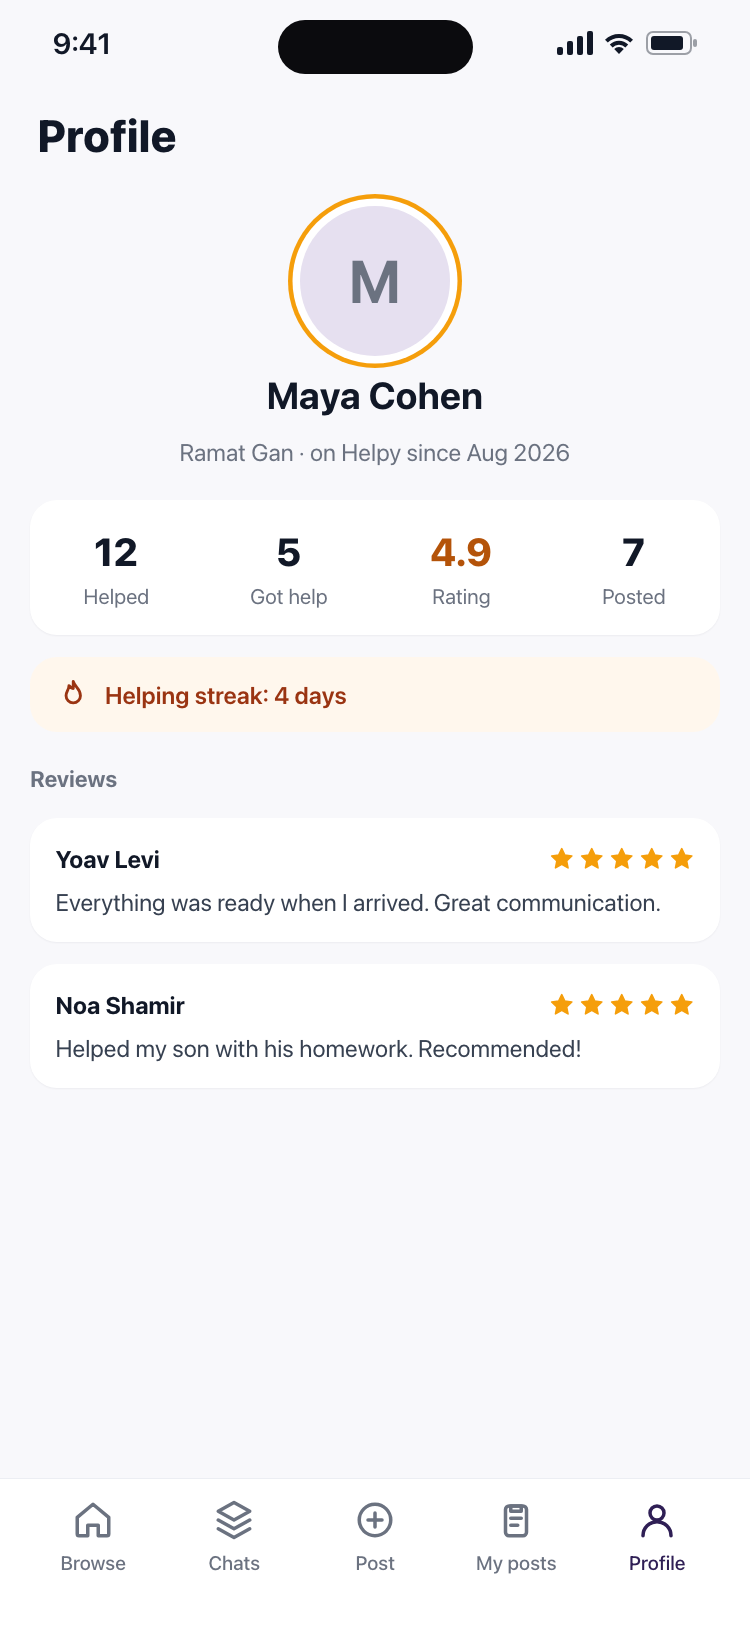 9:41
Profile
M
Maya Cohen
Ramat Gan · on Helpy since Aug 2026
12 5 4.9 7
Helped Got help Rating Posted
Helping streak: 4 days
Reviews
Yoav Levi
Everything was ready when I arrived. Great communication.
Noa Shamir
Helped my son with his homework. Recommended!
Browse Chats Post My posts Profile